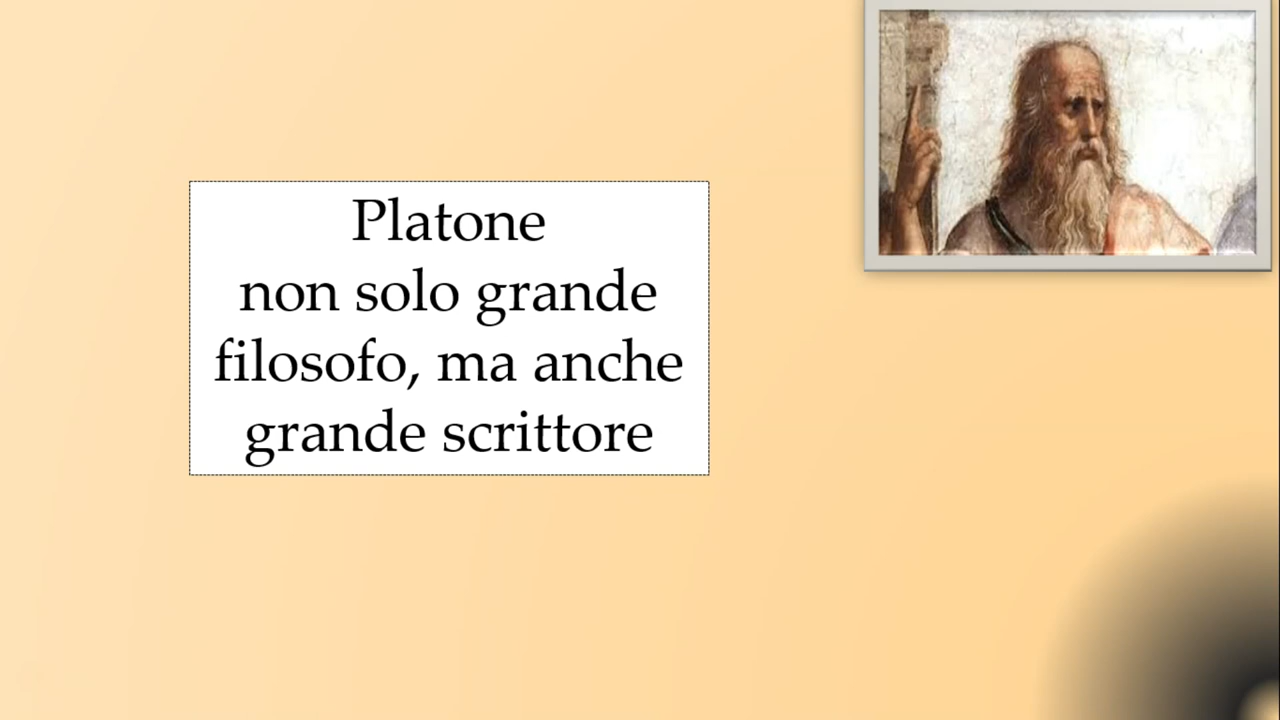 Platone
non solo grande
filosofo, ma anche
grande scrittore